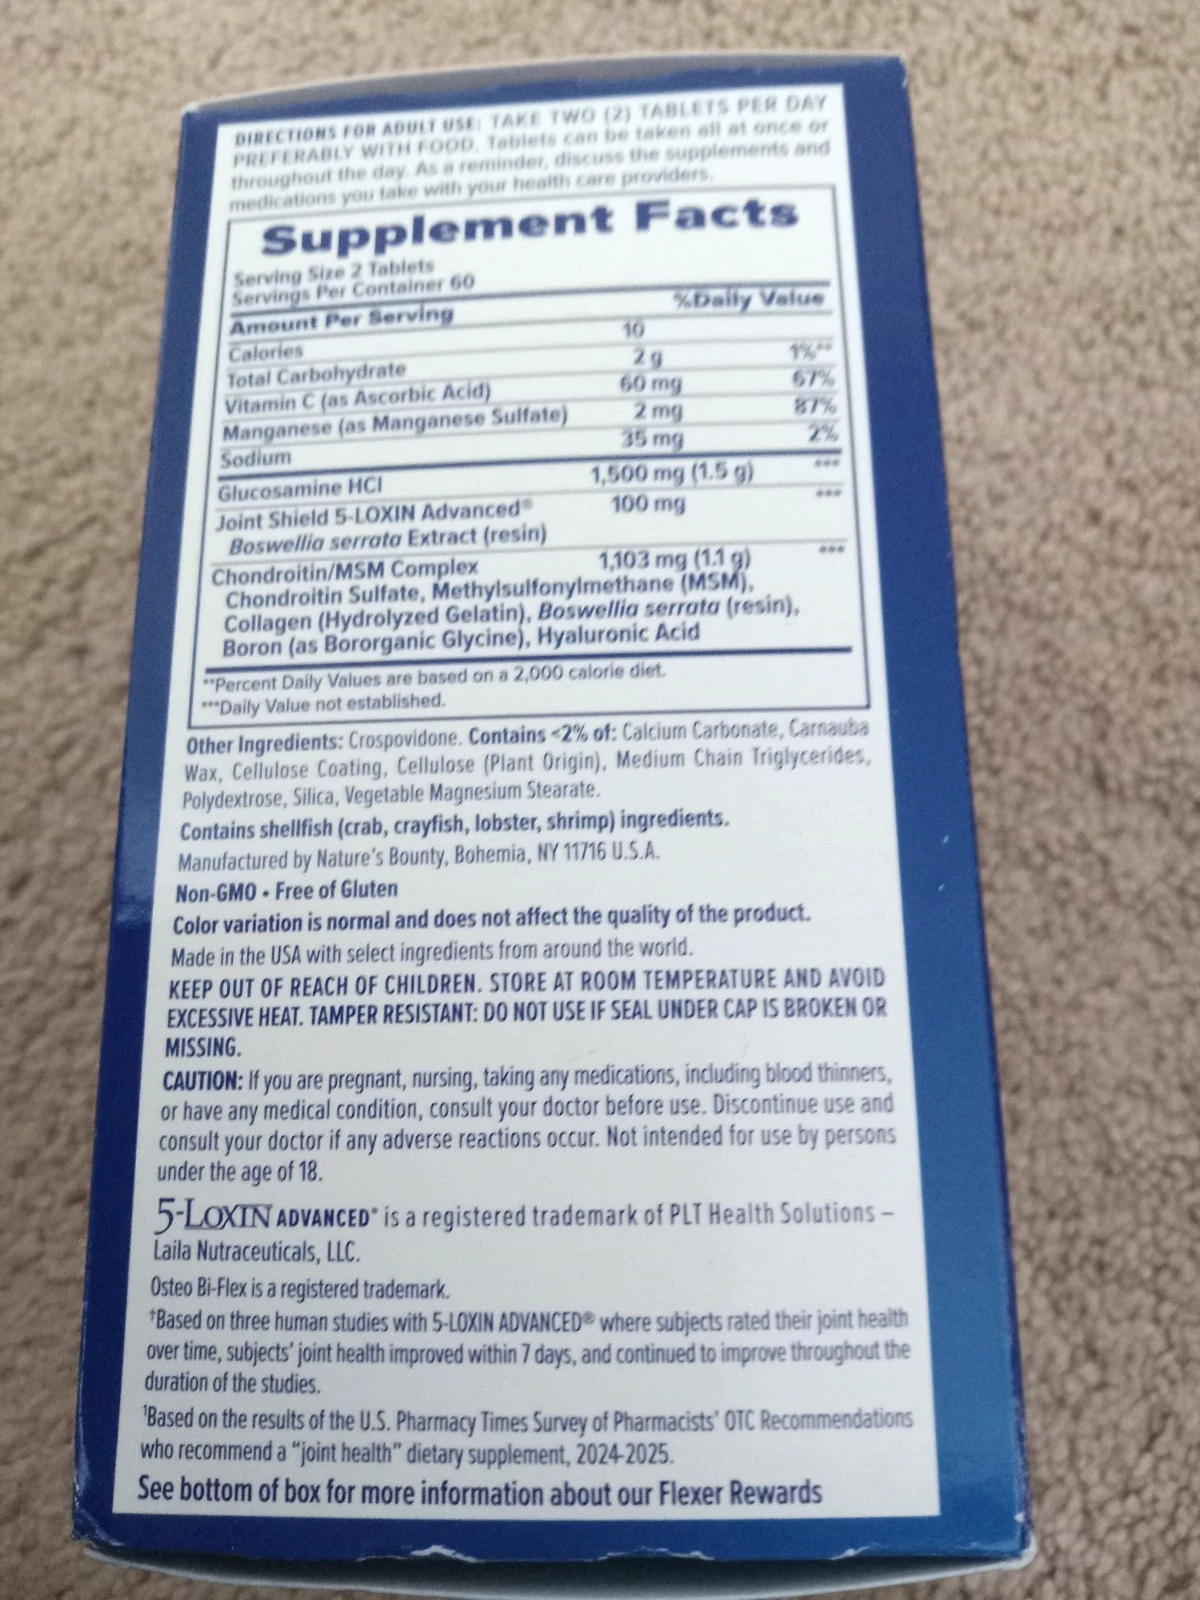 DIRECTIONS FOR ADULT USE: TAKE TWO (2) TABLETS PER DAY
PREFERABLY WITH FOOD. Tablets can be taken all at once or
throughout the day. As a reminder, discuss the supplements and
medications you take with your health care providers.
Supplement Facts
Serving Size 2 Tablets
Servings Per Container 60
Amount Per Serving %Daily Value
Calories 10
Total Carbohydrate 2 g 1%**
Vitamin C (as Ascorbic Acid) 60 mg 67%
Manganese (as Manganese Sulfate) 2 mg 87%
Sodium 35 mg 2%
Glucosamine HCl 1,500 mg (1.5 g) ***
Joint Shield 5-LOXIN Advanced® 100 mg ***
Boswellia serrata Extract (resin)
Chondroitin/MSM Complex 1,103 mg (1.1 g) ***
Chondroitin Sulfate, Methylsulfonylmethane (MSM),
Collagen (Hydrolyzed Gelatin), Boswellia serrata (resin),
Boron (as Bororganic Glycine), Hyaluronic Acid
**Percent Daily Values are based on a 2,000 calorie diet.
***Daily Value not established.
Other Ingredients: Crospovidone. Contains <2% of: Calcium Carbonate, Carnauba
Wax, Cellulose Coating, Cellulose (Plant Origin), Medium Chain Triglycerides,
Polydextrose, Silica, Vegetable Magnesium Stearate.
Contains shellfish (crab, crayfish, lobster, shrimp) ingredients.
Manufactured by Nature's Bounty, Bohemia, NY 11716 U.S.A.
Non-GMO • Free of Gluten
Color variation is normal and does not affect the quality of the product.
Made in the USA with select ingredients from around the world.
KEEP OUT OF REACH OF CHILDREN. STORE AT ROOM TEMPERATURE AND AVOID
EXCESSIVE HEAT. TAMPER RESISTANT: DO NOT USE IF SEAL UNDER CAP IS BROKEN OR
MISSING.
CAUTION: If you are pregnant, nursing, taking any medications, including blood thinners,
or have any medical condition, consult your doctor before use. Discontinue use and
consult your doctor if any adverse reactions occur. Not intended for use by persons
under the age of 18.
5-LOXIN ADVANCED® is a registered trademark of PLT Health Solutions –
Laila Nutraceuticals, LLC.
Osteo Bi-Flex is a registered trademark.
†Based on three human studies with 5-LOXIN ADVANCED® where subjects rated their joint health
over time, subjects' joint health improved within 7 days, and continued to improve throughout the
duration of the studies.
¹Based on the results of the U.S. Pharmacy Times Survey of Pharmacists' OTC Recommendations
who recommend a “joint health” dietary supplement, 2024-2025.
See bottom of box for more information about our Flexer Rewards